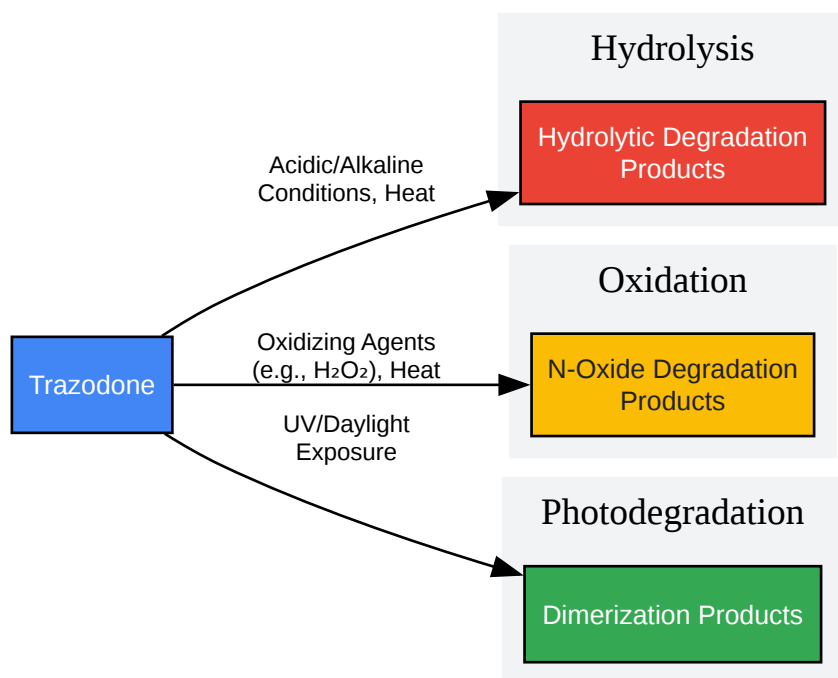 Hydrolysis
Hydrolytic Degradation
Products
Acidic/Alkaline
Conditions, Heat
Oxidation
Oxidizing Agents
(e.g., H₂O₂), Heat
N-Oxide Degradation
Products
Trazodone
UV/Daylight
Exposure
Photodegradation
Dimerization Products